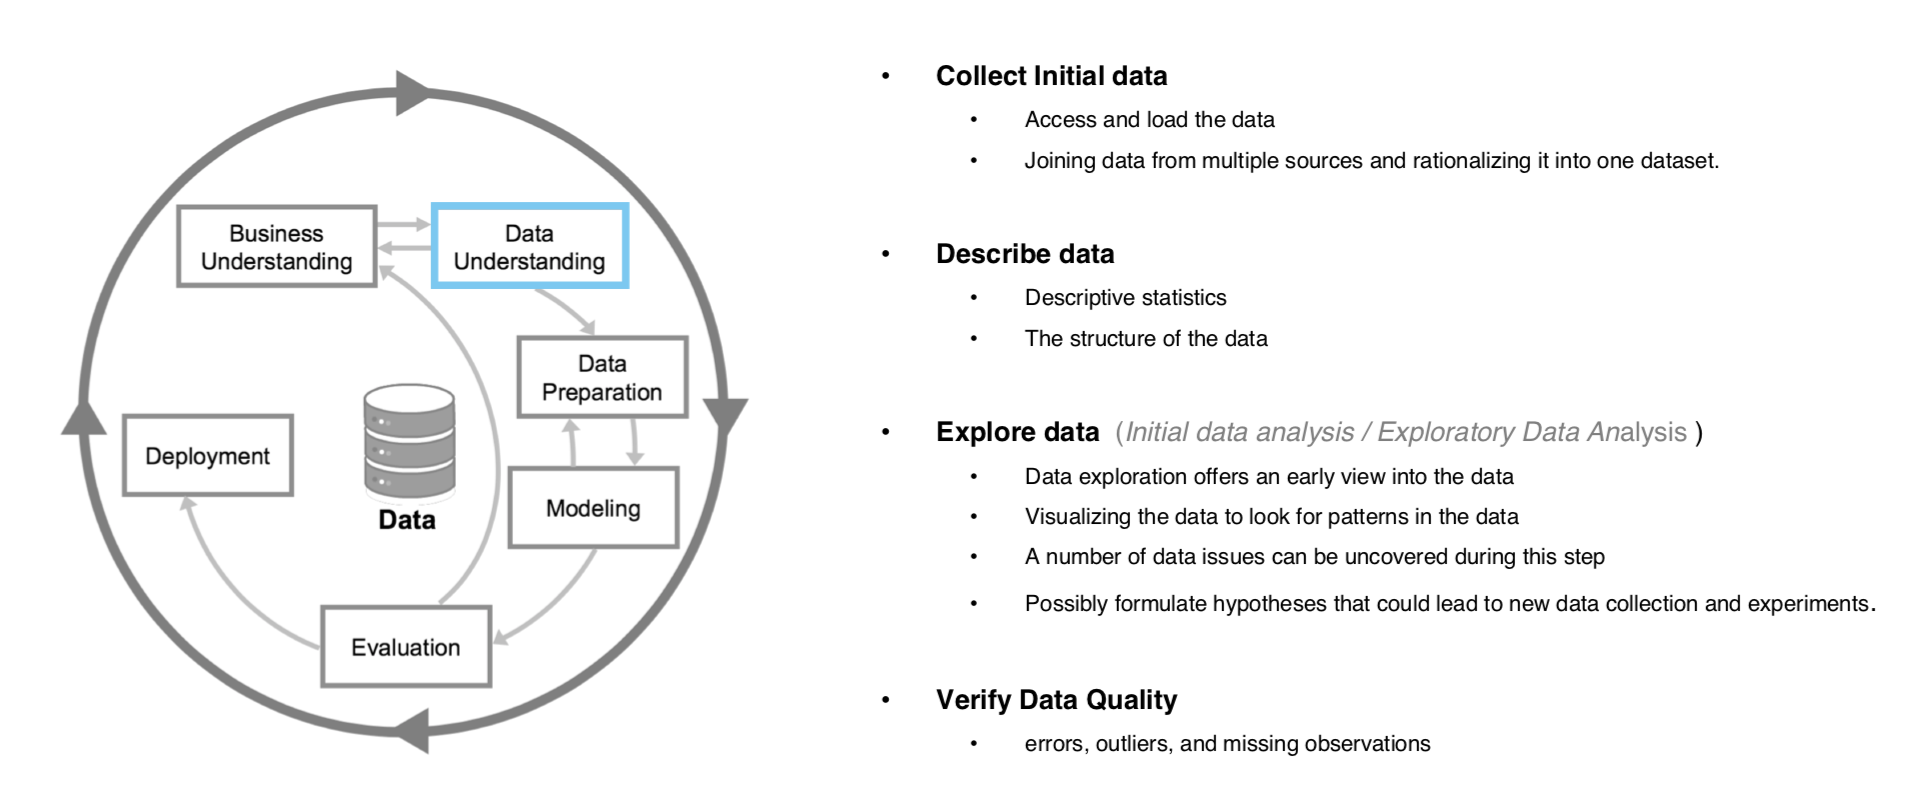 Business
Understanding
Data
Understanding
Data
Preparation
Deployment
Data
Modeling
Evaluation
• Collect Initial data
• Access and load the data
• Joining data from multiple sources and rationalizing it into one dataset.
• Describe data
• Descriptive statistics
• The structure of the data
• Explore data (Initial data analysis / Exploratory Data Analysis )
• Data exploration offers an early view into the data
• Visualizing the data to look for patterns in the data
• A number of data issues can be uncovered during this step
• Possibly formulate hypotheses that could lead to new data collection and experiments.
• Verify Data Quality
• errors, outliers, and missing observations